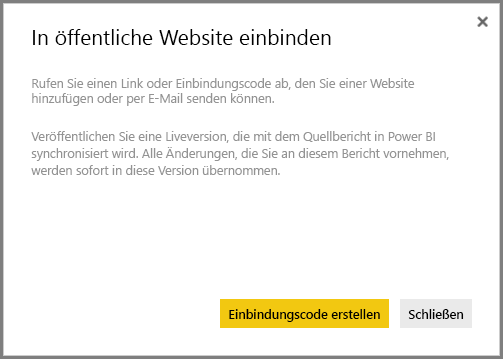 In öffentliche Website einbinden
Rufen Sie einen Link oder Einbindungscode ab, den Sie einer Website
hinzufügen oder per E-Mail senden können.
Veröffentlichen Sie eine Liveversion, die mit dem Quellbericht in Power BI
synchronisiert wird. Alle Änderungen, die Sie an diesem Bericht vornehmen,
werden sofort in diese Version übernommen.
Einbindungscode erstellen
Schließen